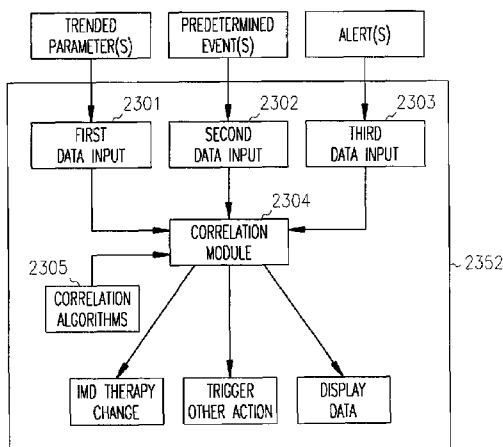 TRENDED
PARAMETER(S)
PREDETERMINED
EVENT(S)
ALERT(S)
2301
2302
2303
FIRST
DATA INPUT
SECOND
DATA INPUT
THIRD
DATA INPUT
2304
CORRELATION
MODULE
2305
CORRELATION
ALGORITHMS
2352
IMD THERAPY
CHANGE
TRIGGER
OTHER ACTION
DISPLAY
DATA